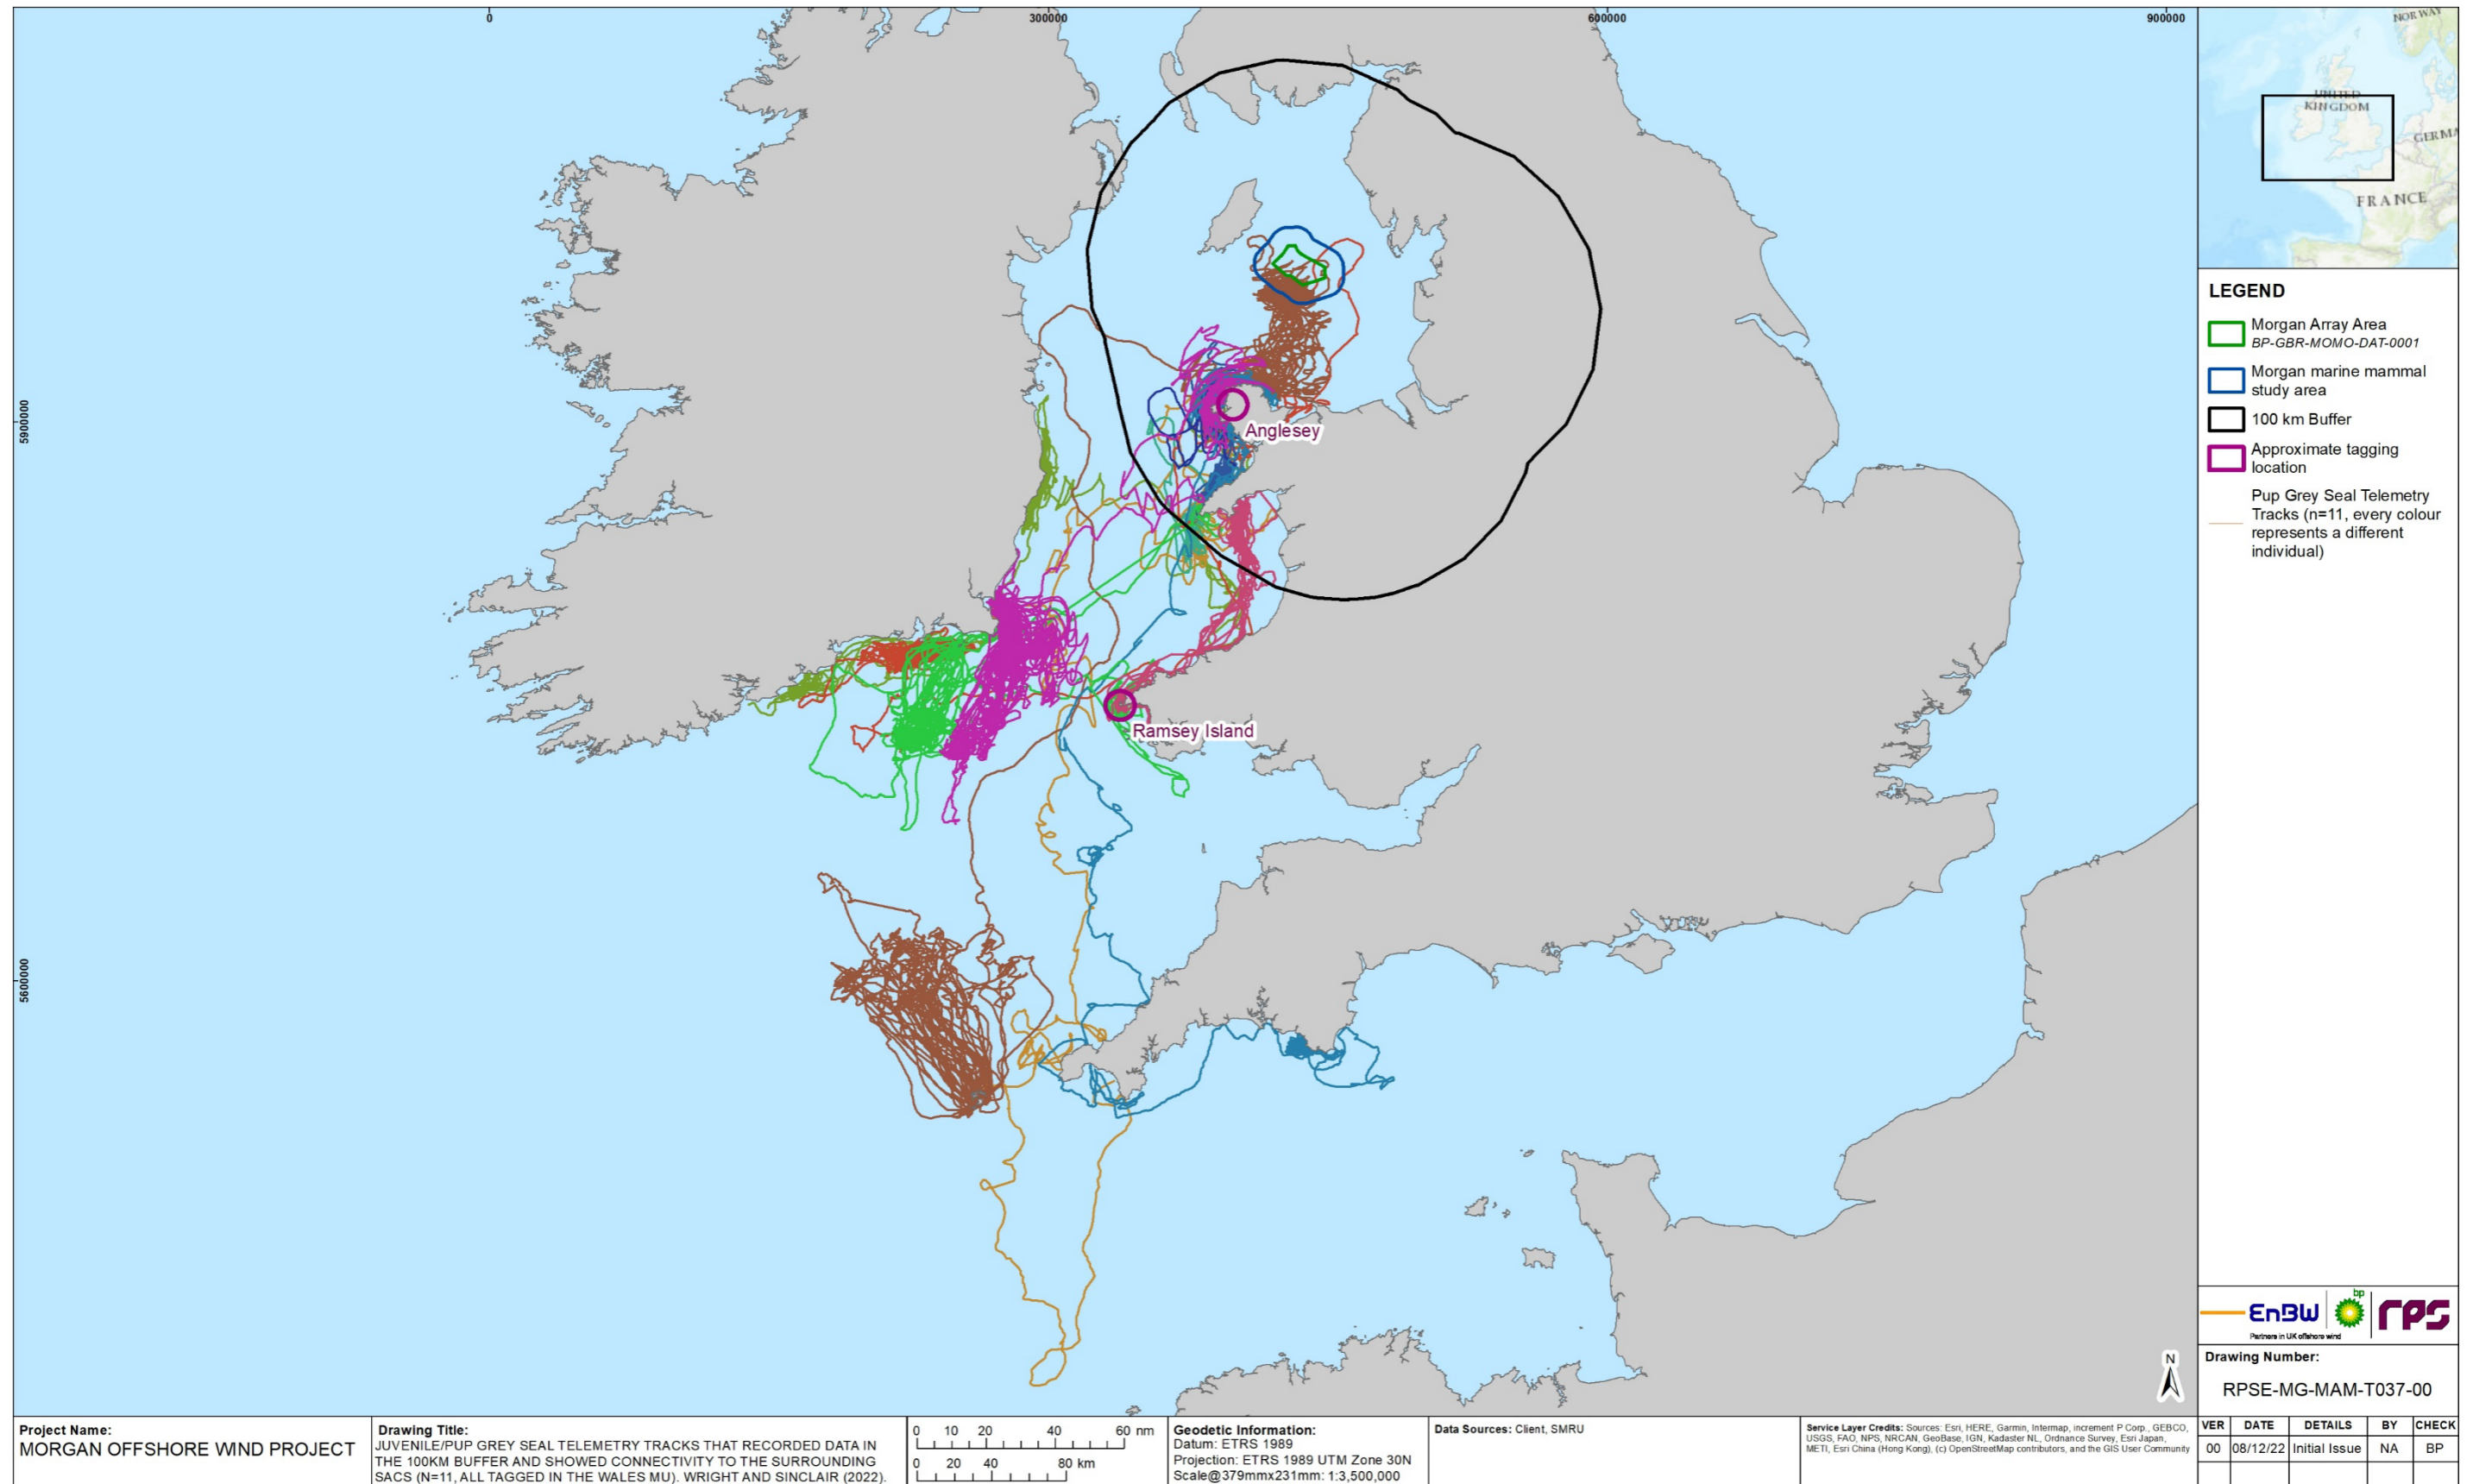 0
300000
600000
900000
5900000
5600000
Anglesey
Ramsey Island
NORWAY
UNITED
KINGDOM
GERMA
FRANCE
LEGEND
Morgan Array Area
BP-GBR-MOMO-DAT-0001
Morgan marine mammal
study area
100 km Buffer
Approximate tagging
location
Pup Grey Seal Telemetry
Tracks (n=11, every colour
represents a different
individual)
EnBW
bp
rps
Partners in UK offshore wind
N
Drawing Number:
RPSE-MG-MAM-T037-00
Project Name:
MORGAN OFFSHORE WIND PROJECT
Drawing Title:
JUVENILE/PUP GREY SEAL TELEMETRY TRACKS THAT RECORDED DATA IN
THE 100KM BUFFER AND SHOWED CONNECTIVITY TO THE SURROUNDING
SACS (N=11, ALL TAGGED IN THE WALES MU). WRIGHT AND SINCLAIR (2022).
0 10 20 40 60 nm
0 20 40 80 km
Geodetic Information:
Datum: ETRS 1989
Projection: ETRS 1989 UTM Zone 30N
Scale@379mmx231mm: 1:3,500,000
Data Sources: Client, SMRU
Service Layer Credits: Sources: Esri, HERE, Garmin, Intermap, increment P Corp., GEBCO,
USGS, FAO, NPS, NRCAN, GeoBase, IGN, Kadaster NL, Ordnance Survey, Esri Japan,
METI, Esri China (Hong Kong), (c) OpenStreetMap contributors, and the GIS User Community
VER DATE DETAILS BY CHECK
00 08/12/22 Initial Issue NA BP